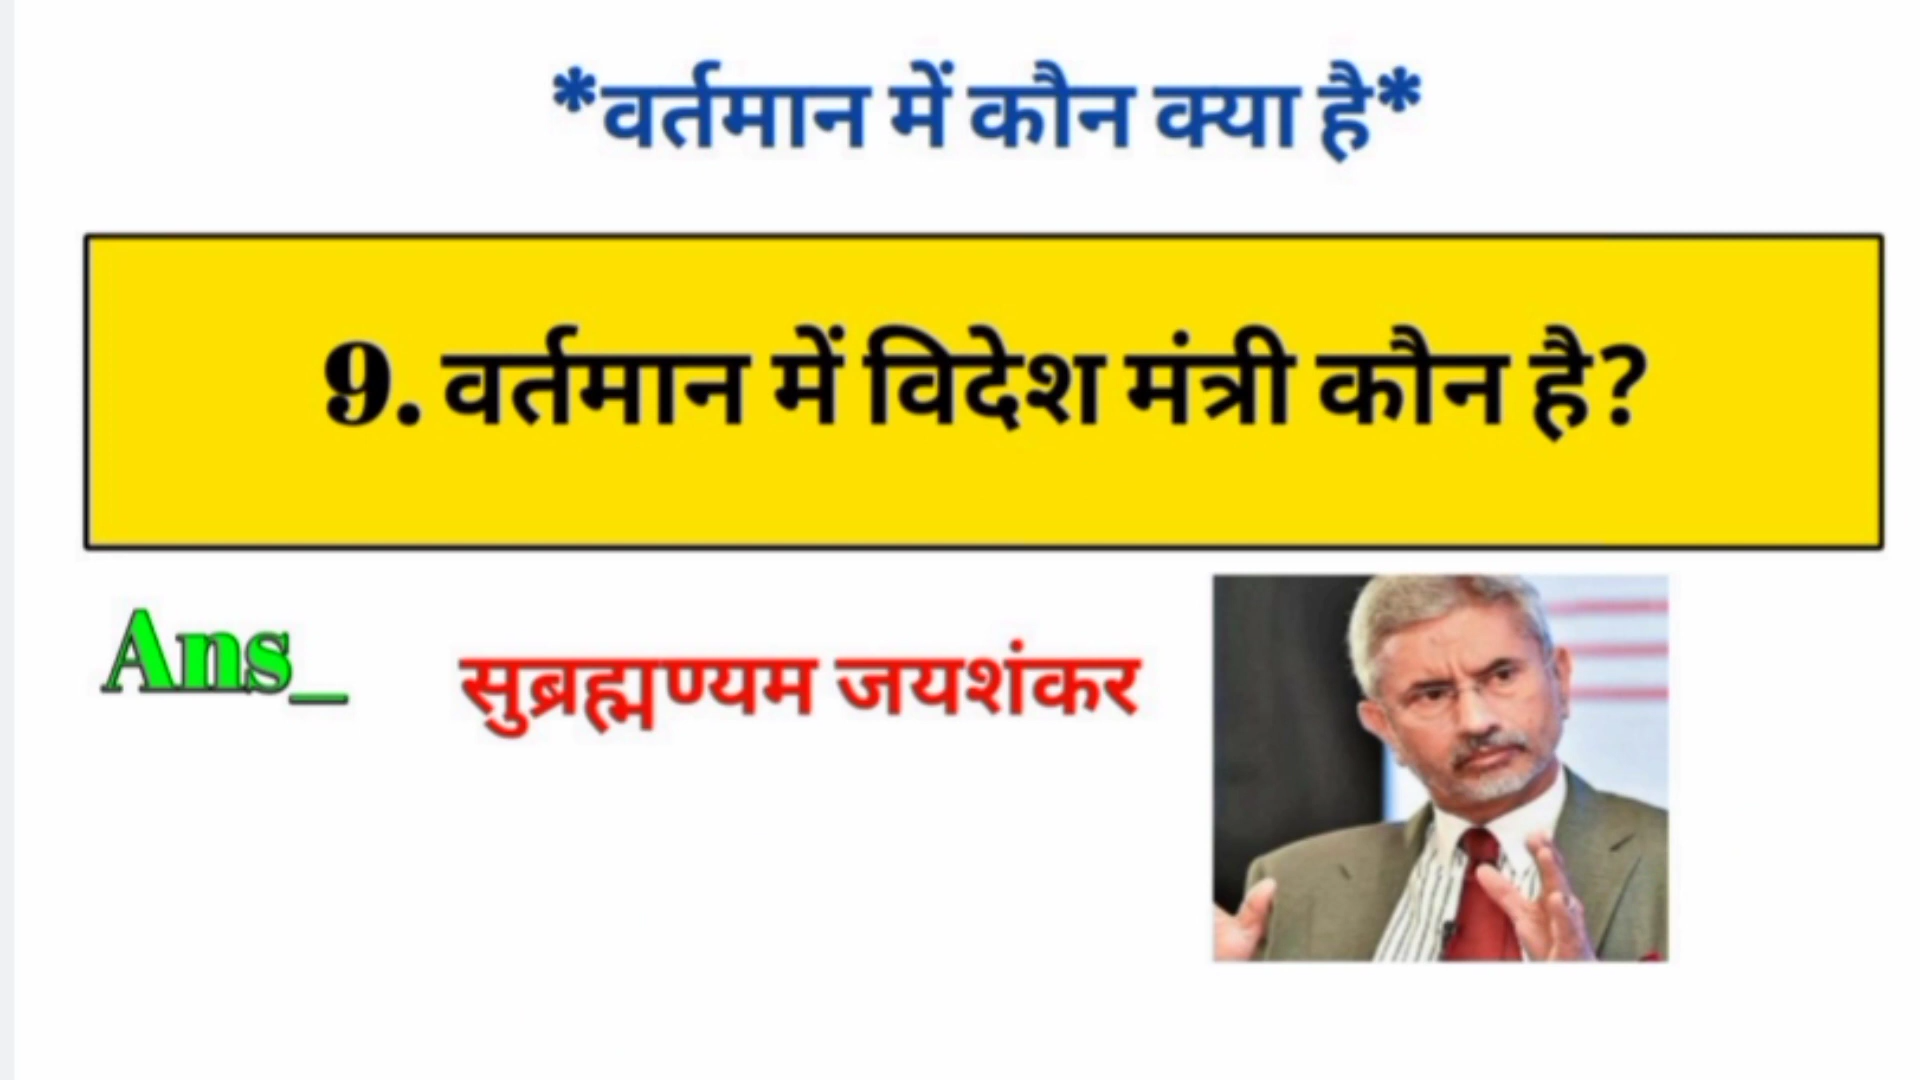 *वर्तमान में कौन क्या है*
9. वर्तमान में विदेश मंत्री कौन है?
Ans_ सुब्रह्मण्यम जयशंकर